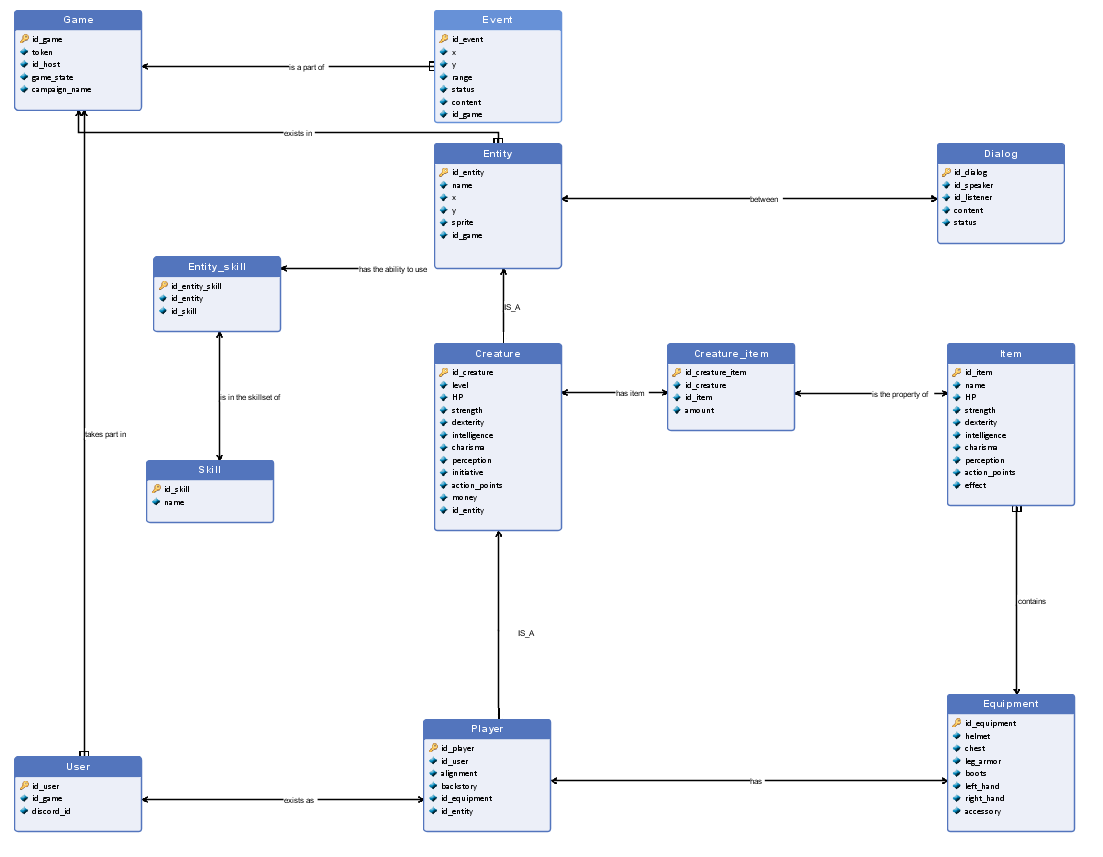 Game
id_game
token
id_host
game_state
campaign_name
is a part of
Event
id_event
x
y
range
status
content
id_game
exists in
Entity
id_entity
name
x
y
sprite
id_game
between
Dialog
id_dialog
id_speaker
id_listener
content
status
Entity_skill
id_entity_skill
id_entity
id_skill
has the ability to use
IS_A
is in the skillset of
Skill
id_skill
name
takes part in
Creature
id_creature
level
HP
strength
dexterity
intelligence
charisma
perception
initiative
action_points
money
id_entity
has item
Creature_item
id_creature_item
id_creature
id_item
amount
is the property of
Item
id_item
name
HP
strength
dexterity
intelligence
charisma
perception
action_points
effect
contains
IS_A
User
id_user
id_game
discord_id
exists as
Player
id_player
id_user
alignment
backstory
id_equipment
id_entity
has
Equipment
id_equipment
helmet
chest
leg_armor
boots
left_hand
right_hand
accessory